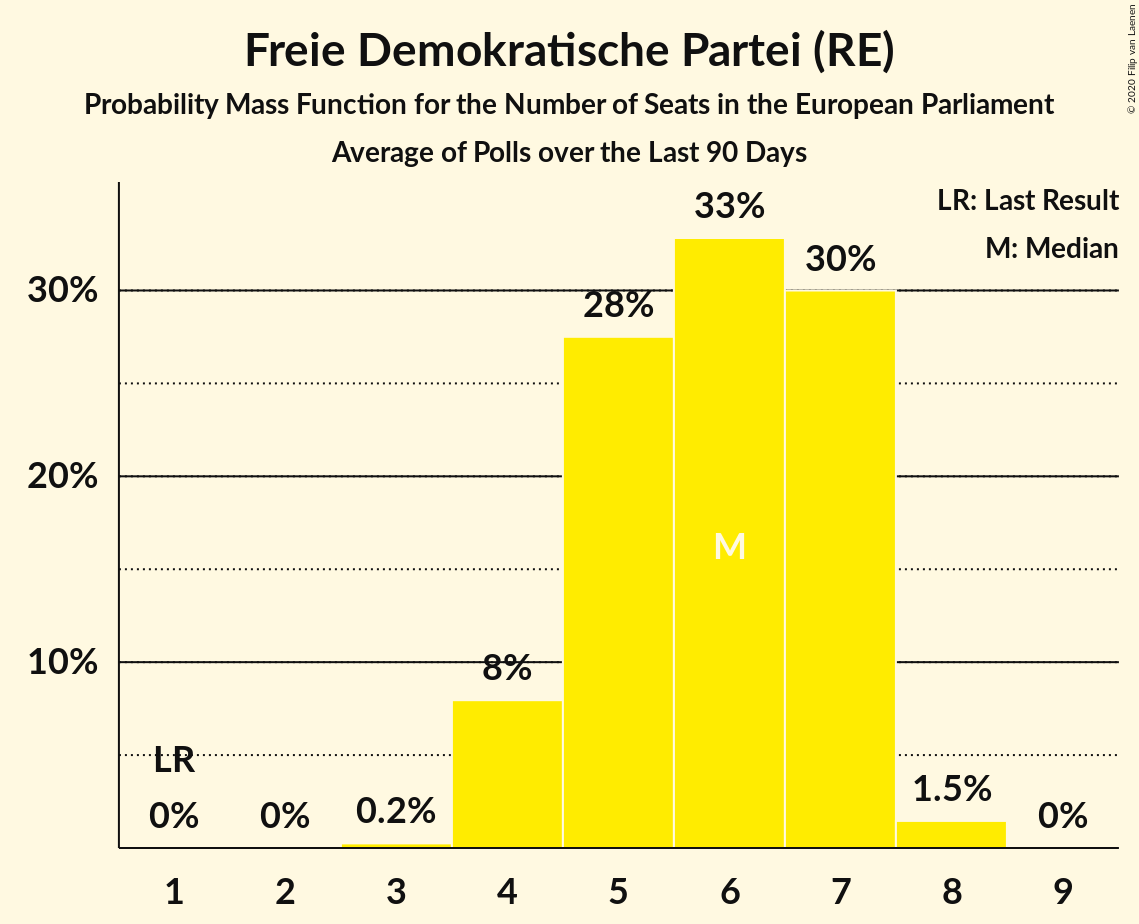 Freie Demokratische Partei (RE)
Probability Mass Function for the Number of Seats in the European Parliament
Average of Polls over the Last 90 Days
© 2020 Filip van Laenen
LR: Last Result
M: Median
33%
30%
28%
30%
20%
M
10%
8%
LR
0%
0%
0.2%
1.5%
0%
1 2 3 4 5 6 7 8 9